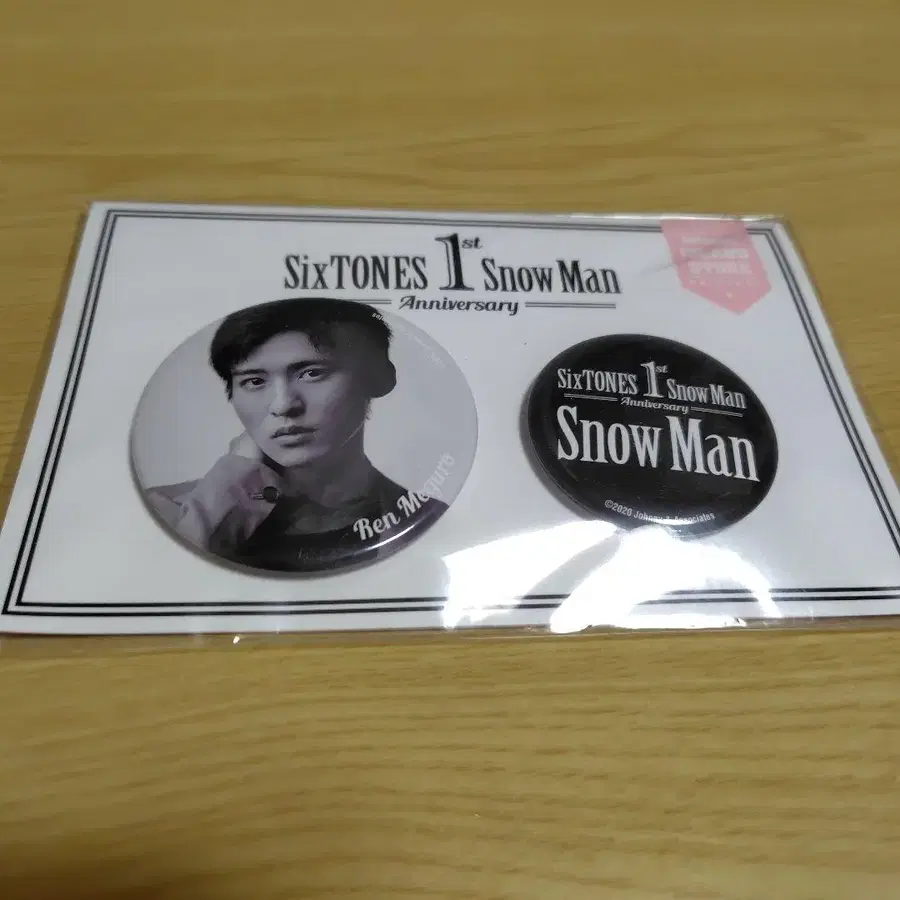 SixTONES 1st Snow Man
Anniversary
Ren Meguro
SixTONES 1st Snow Man
Anniversary
Snow Man
©2020 Johnny & Associates